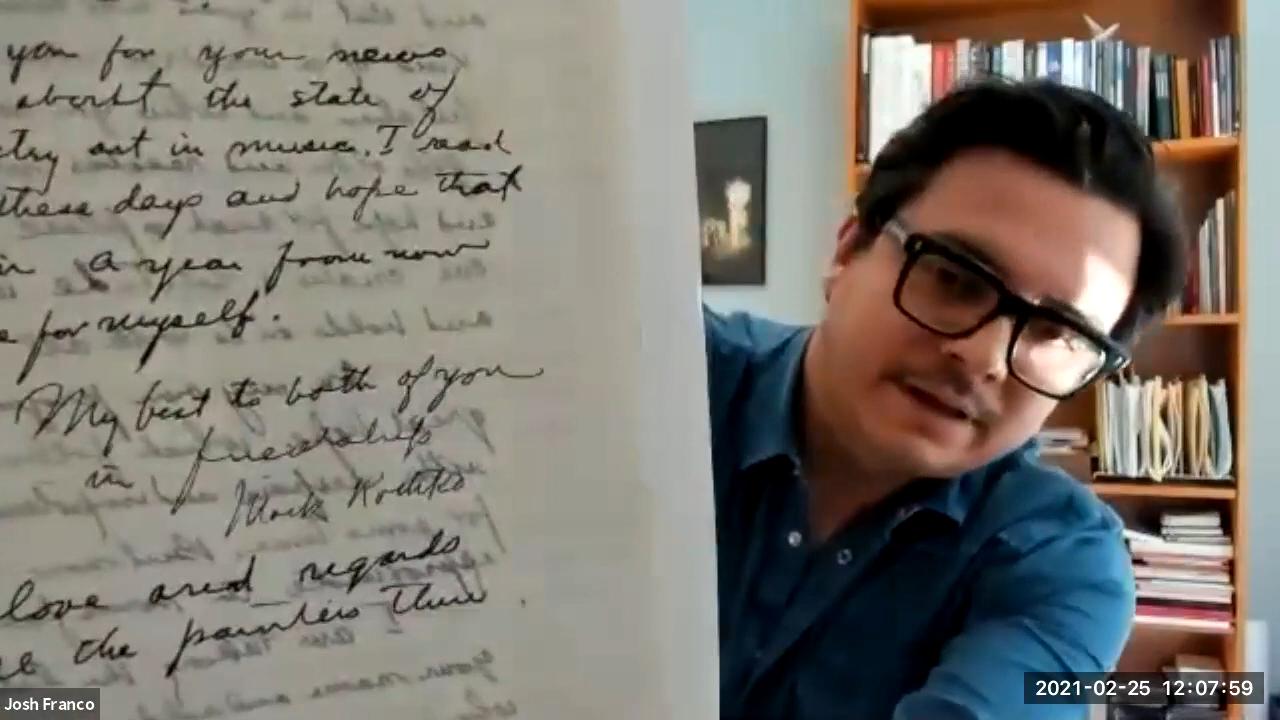 you for your news
about the state of
art in music. I read
these days and hope that
in a year from now
for myself.
My best to both of you
in friendship
Mark Rothko
love and regards
the painters there.
Josh Franco
2021-02-25 12:07:59